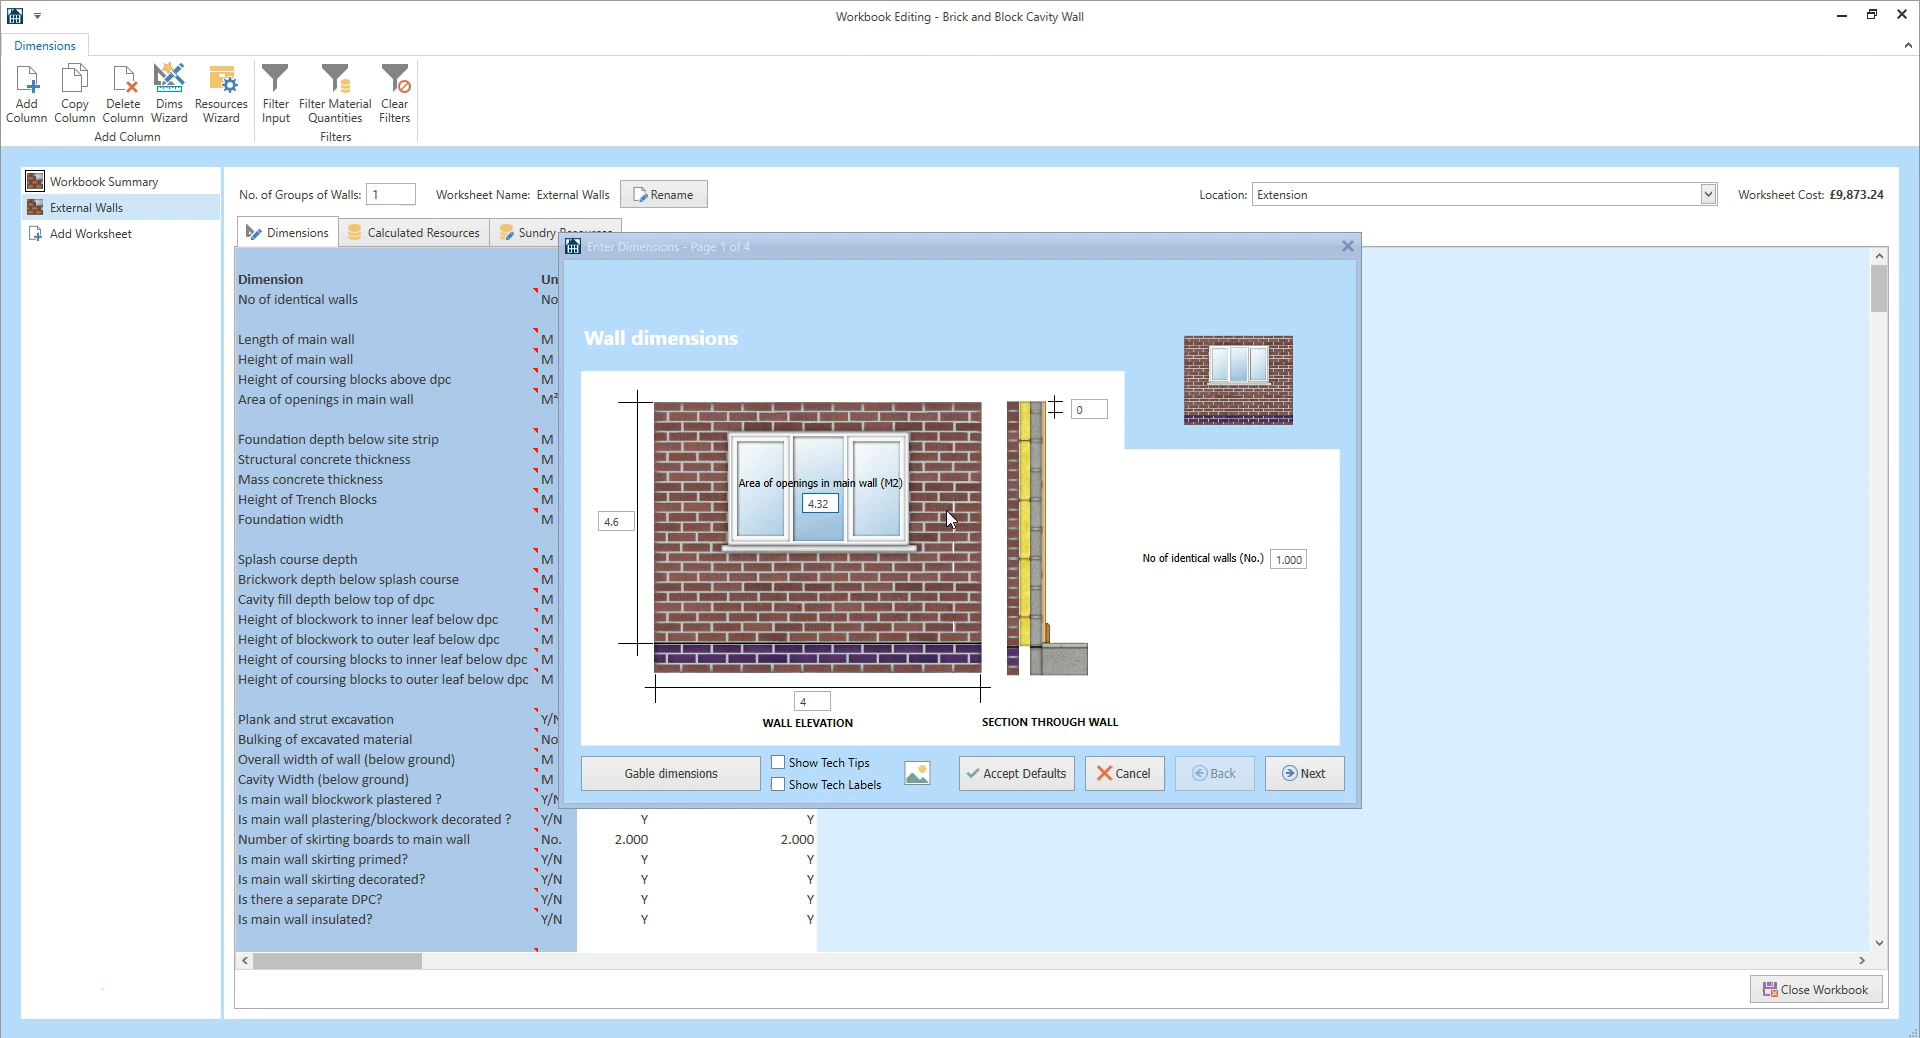 Workbook Editing - Brick and Block Cavity Wall
Dimensions
Add Column
Copy Column
Delete Column
Dims Wizard
Resources Wizard
Filter Input
Filter Material Quantities
Clear Filters
Add Column
Filters
Workbook Summary
External Walls
Add Worksheet
No. of Groups of Walls: 1
Worksheet Name: External Walls
Rename
Location: Extension
Worksheet Cost: £9,873.24
Dimensions
Calculated Resources
Sundry
Dimension
No of identical walls No
Length of main wall M
Height of main wall M
Height of coursing blocks above dpc M
Area of openings in main wall M²
Foundation depth below site strip M
Structural concrete thickness M
Mass concrete thickness M
Height of Trench Blocks M
Foundation width M
Splash course depth M
Brickwork depth below splash course M
Cavity fill depth below top of dpc M
Height of blockwork to inner leaf below dpc M
Height of blockwork to outer leaf below dpc M
Height of coursing blocks to inner leaf below dpc M
Height of coursing blocks to outer leaf below dpc M
Plank and strut excavation
Bulking of excavated material No
Overall width of wall (below ground) M
Cavity Width (below ground) M
Is main wall blockwork plastered ?
Is main wall plastering/blockwork decorated ? Y/N Y Y
Number of skirting boards to main wall No. 2.000 2.000
Is main wall skirting primed? Y/N Y Y
Is main wall skirting decorated? Y/N Y Y
Is there a separate DPC? Y/N Y Y
Is main wall insulated? Y/N Y Y
Enter Dimensions - Page 1 of 4
Wall dimensions
0
Area of openings in main wall (M2)
4.32
4.6
No of identical walls (No.) 1.000
4
WALL ELEVATION
SECTION THROUGH WALL
Gable dimensions
Show Tech Tips
Show Tech Labels
Accept Defaults
Cancel
Back
Next
Close Workbook